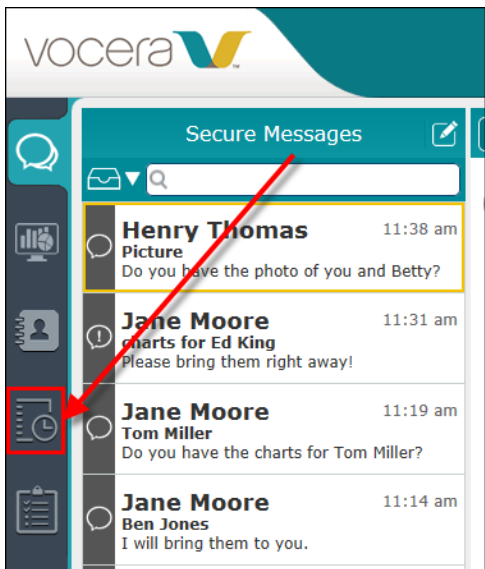 vocera
Secure Messages
Henry Thomas 11:38 am
Picture
Do you have the photo of you and Betty?
Jane Moore 11:31 am
charts for Ed King
Please bring them right away!
Jane Moore 11:19 am
Tom Miller
Do you have the charts for Tom Miller?
Jane Moore 11:14 am
Ben Jones
I will bring them to you.